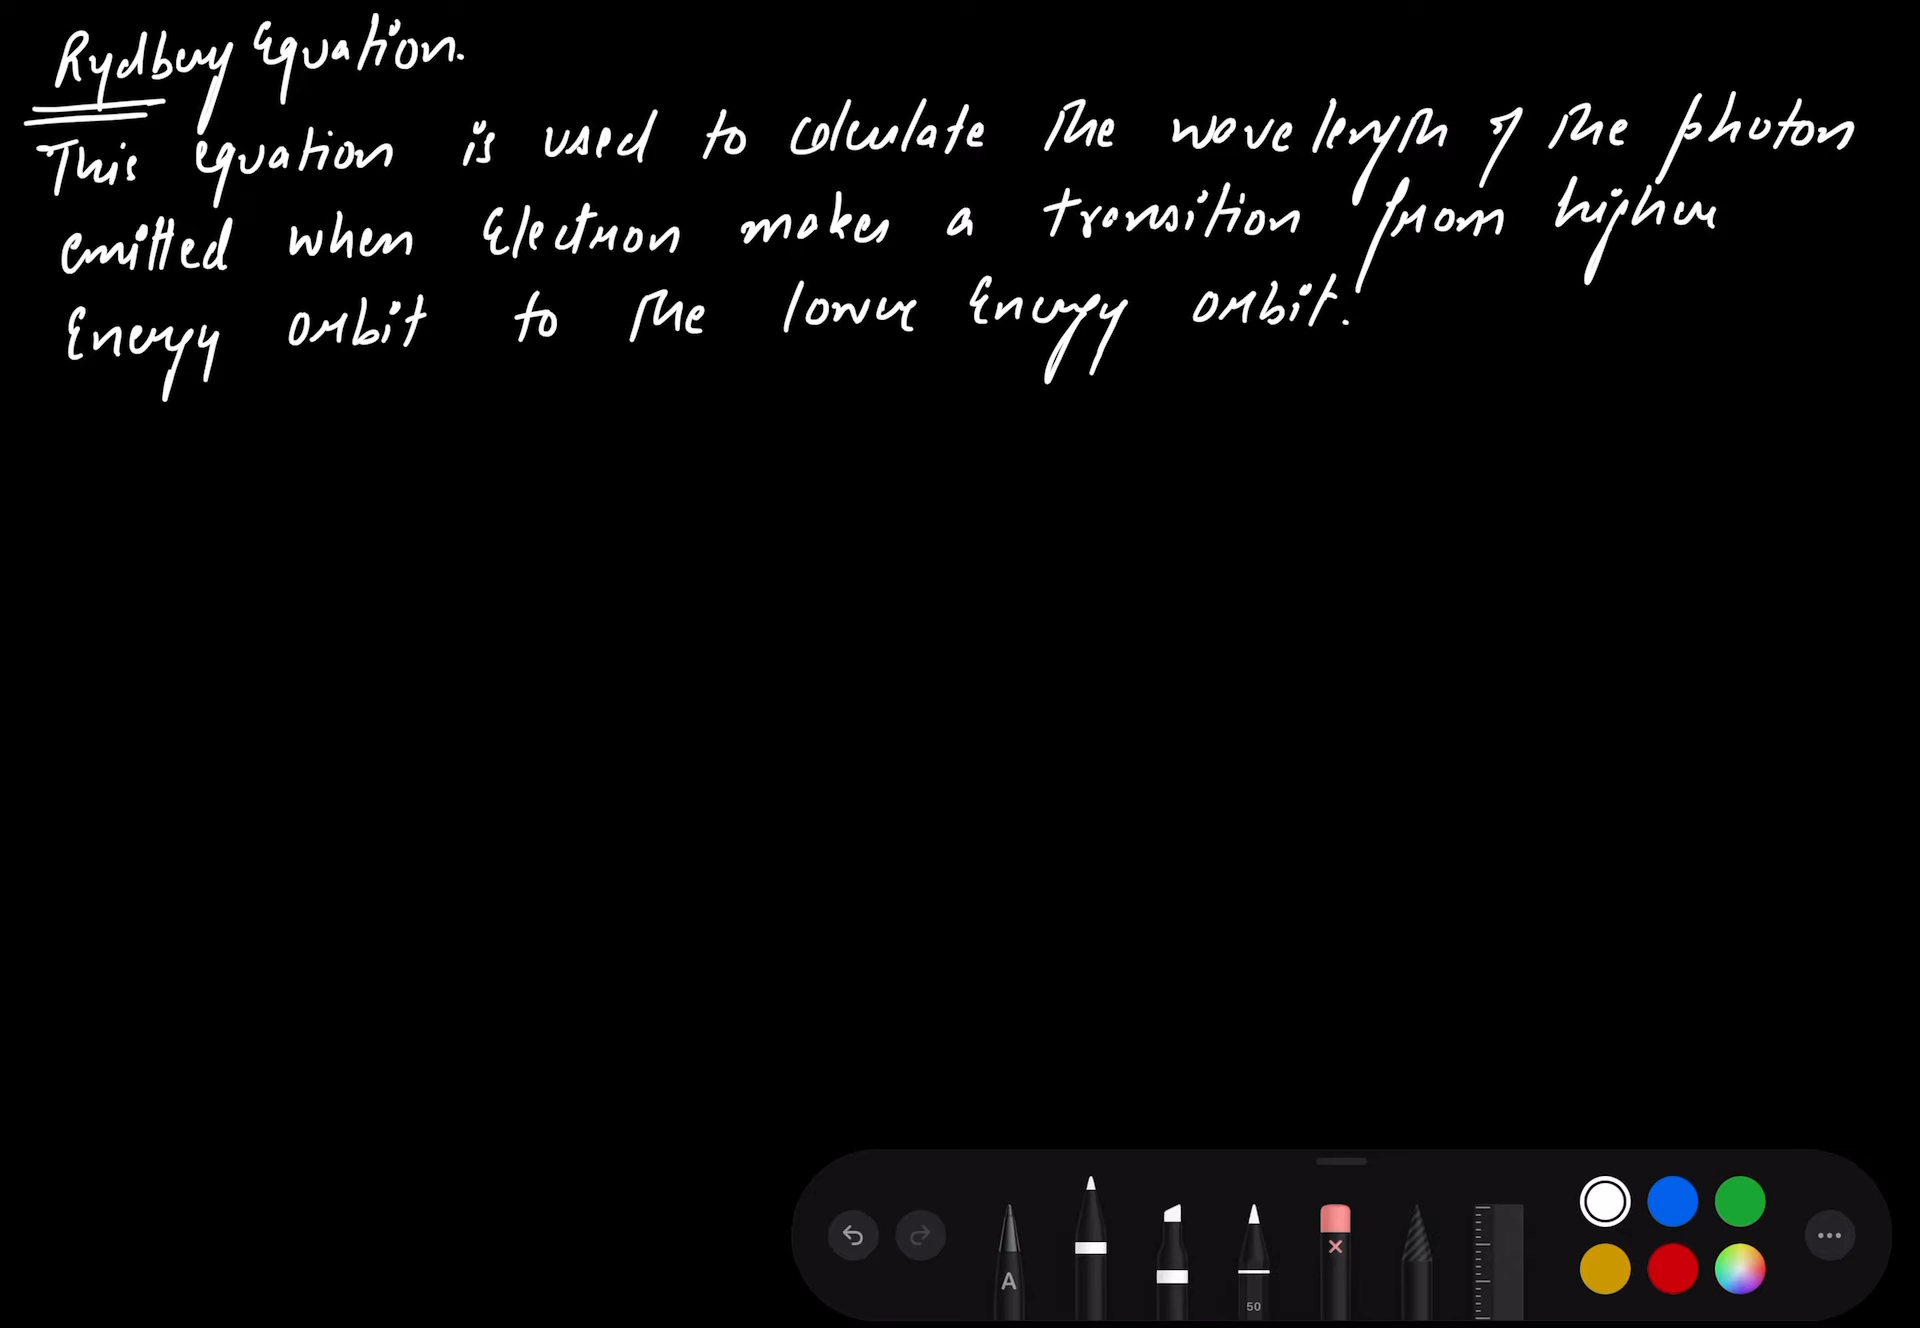 Rydberg Equation.
This equation is used to calculate the wavelength of the photon
emitted when Electron makes a transition from higher
Energy orbit to the lower Energy orbit.
A
50